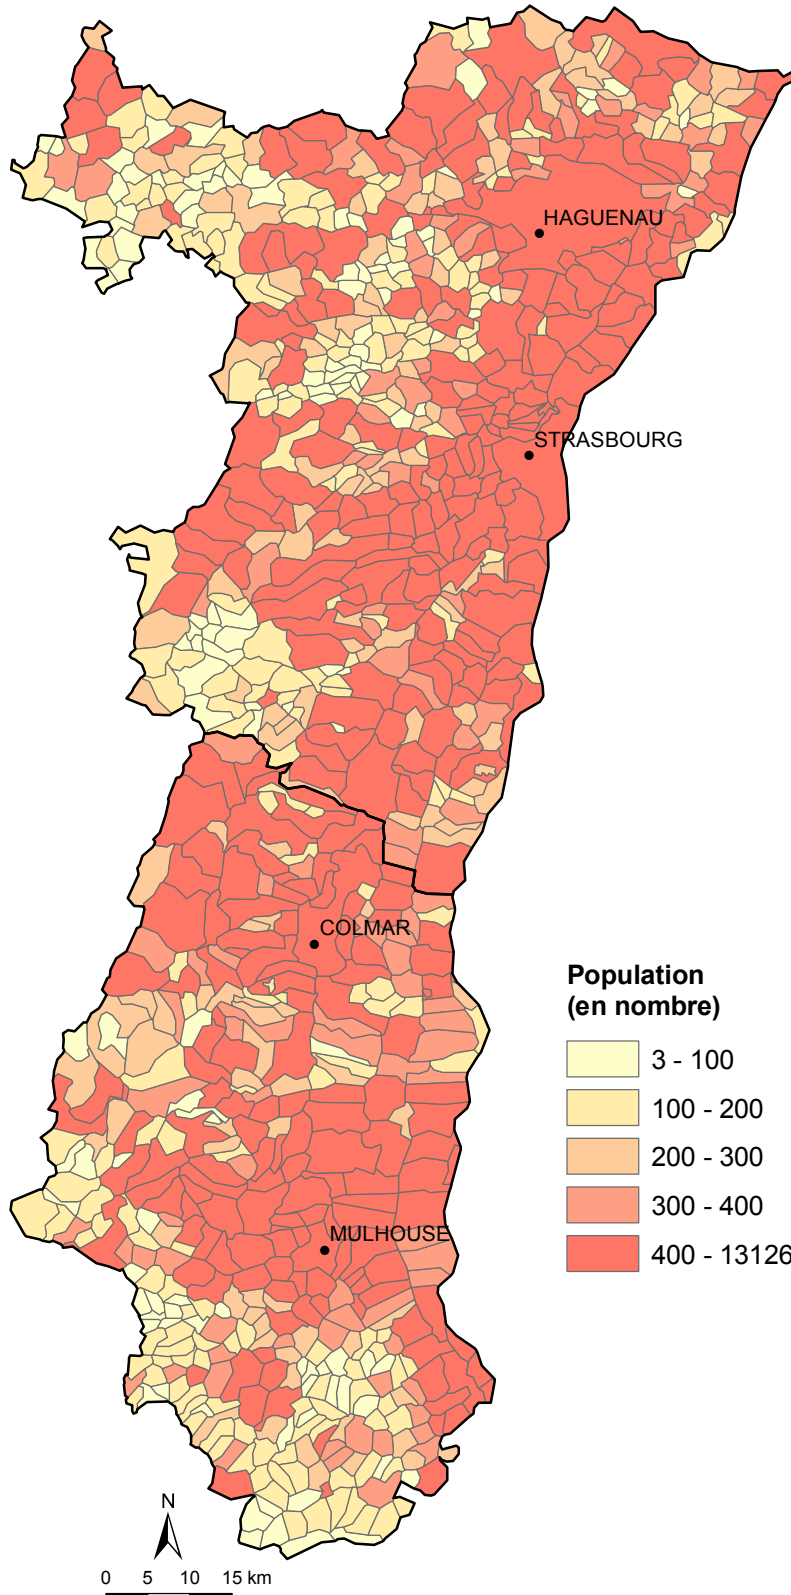 HAGUENAU
STRASBOURG
COLMAR
Population
(en nombre)
3 - 100
100 - 200
200 - 300
300 - 400
400 - 13126
MULHOUSE
N
0 5 10 15 km